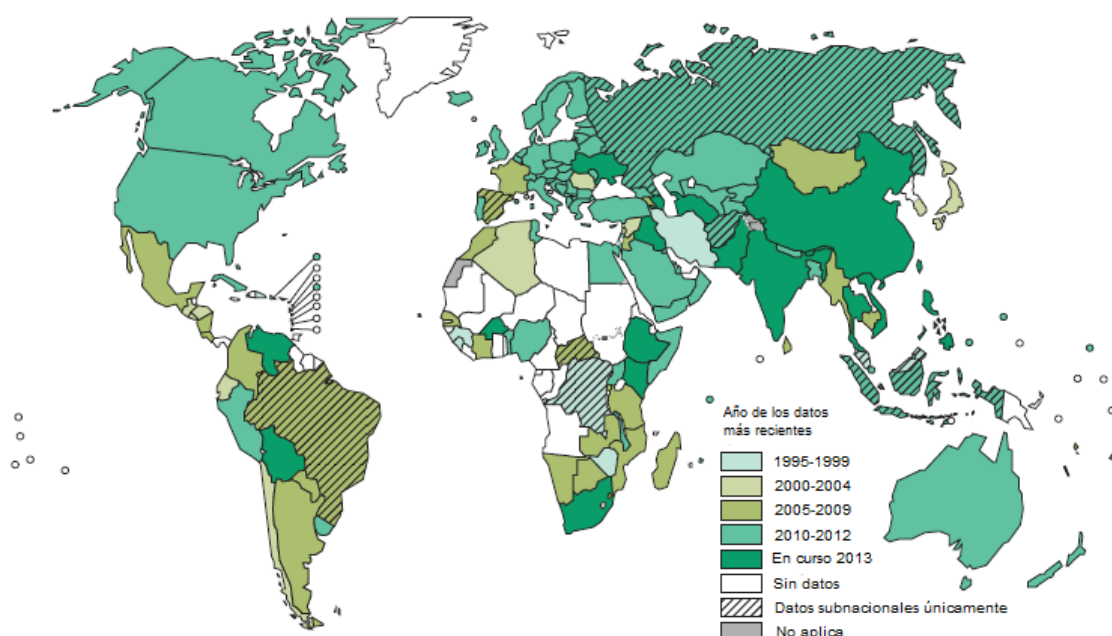 Año de los datos
más recientes
1995-1999
2000-2004
2005-2009
2010-2012
En curso 2013
Sin datos
Datos subnacionales únicamente
No aplica